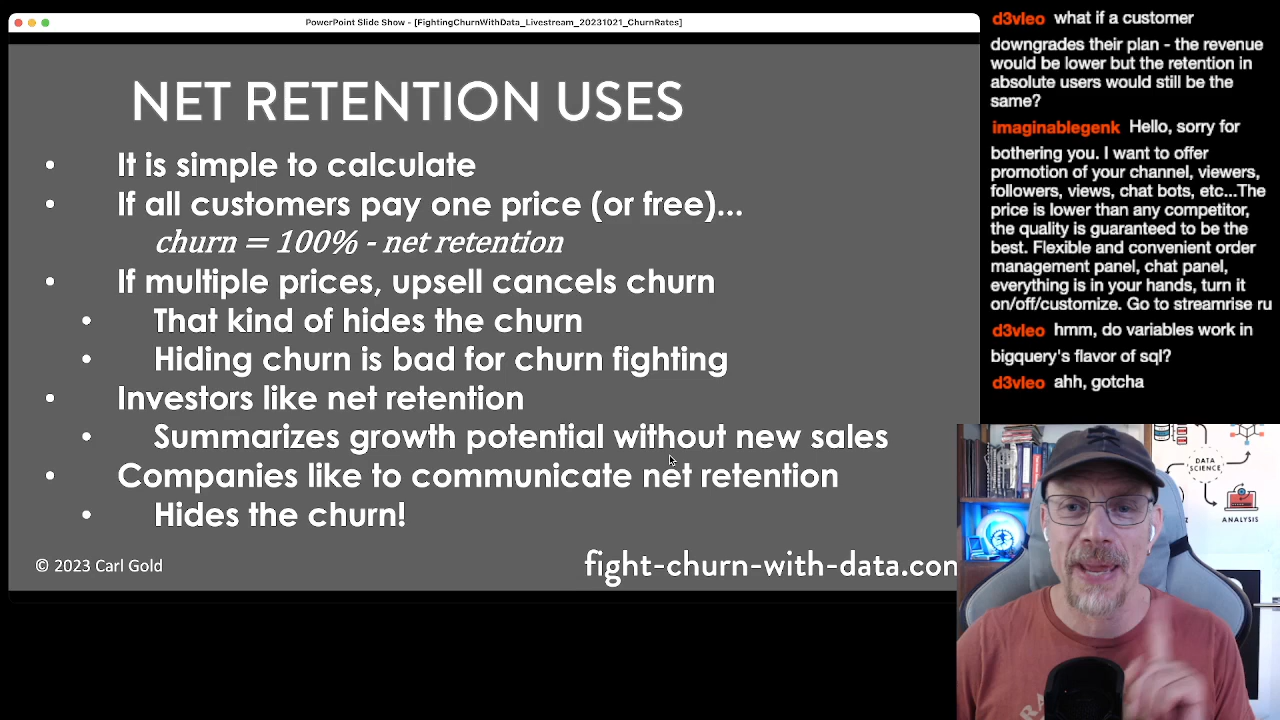 PowerPoint Slide Show - [FightingChurnWithData_Livestream_20231021_ChurnRates]
NET RETENTION USES
• It is simple to calculate
• If all customers pay one price (or free)...
churn = 100% - net retention
• If multiple prices, upsell cancels churn
• That kind of hides the churn
• Hiding churn is bad for churn fighting
• Investors like net retention
• Summarizes growth potential without new sales
• Companies like to communicate net retention
• Hides the churn!
© 2023 Carl Gold
fight-churn-with-data.com
d3vleo what if a customer
downgrades their plan - the revenue
would be lower but the retention in
absolute users would still be the
same?
imaginablegenk Hello, sorry for
bothering you. I want to offer
promotion of your channel, viewers,
followers, views, chat bots, etc...The
price is lower than any competitor,
the quality is guaranteed to be the
best. Flexible and convenient order
management panel, chat panel,
everything is in your hands, turn it
on/off/customize. Go to streamrise ru
d3vleo hmm, do variables work in
bigquery's flavor of sql?
d3vleo ahh, gotcha
DATA
SCIENCE
ANALYSIS